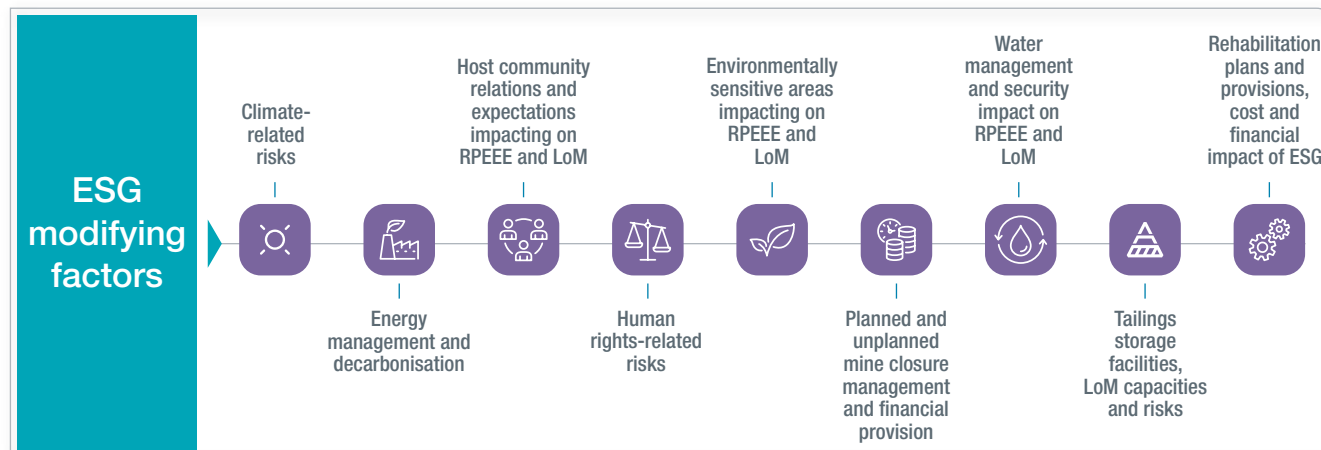 ESG
modifying
factors
Climate-
related
risks
Energy
management and
decarbonisation
Host community
relations and
expectations
impacting on
RPEEE and LoM
Human
rights-related
risks
Environmentally
sensitive areas
impacting on
RPEEE and
LoM
Planned and
unplanned
mine closure
management
and financial
provision
Water
management
and security
impact on
RPEEE and
LoM
Tailings
storage
facilities,
LoM capacities
and risks
Rehabilitation
plans and
provisions,
cost and
financial
impact of ESG